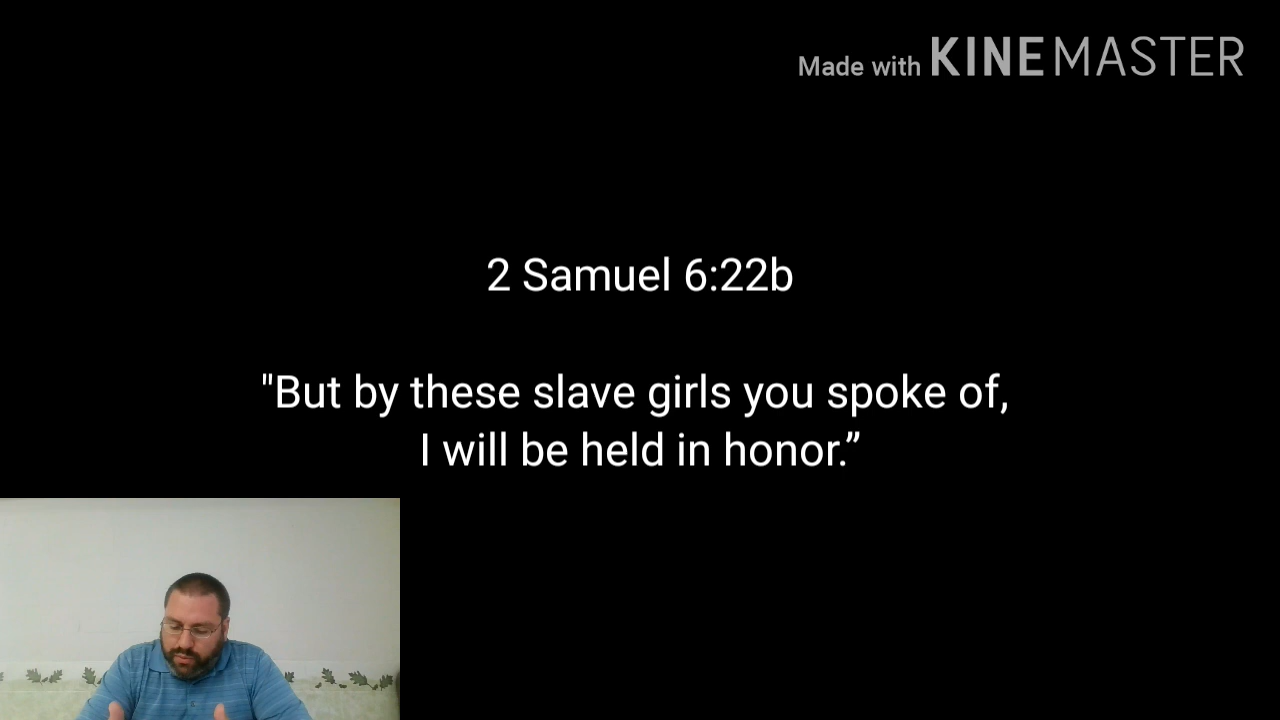 Made with KINEMASTER
2 Samuel 6:22b
"But by these slave girls you spoke of,
I will be held in honor.”